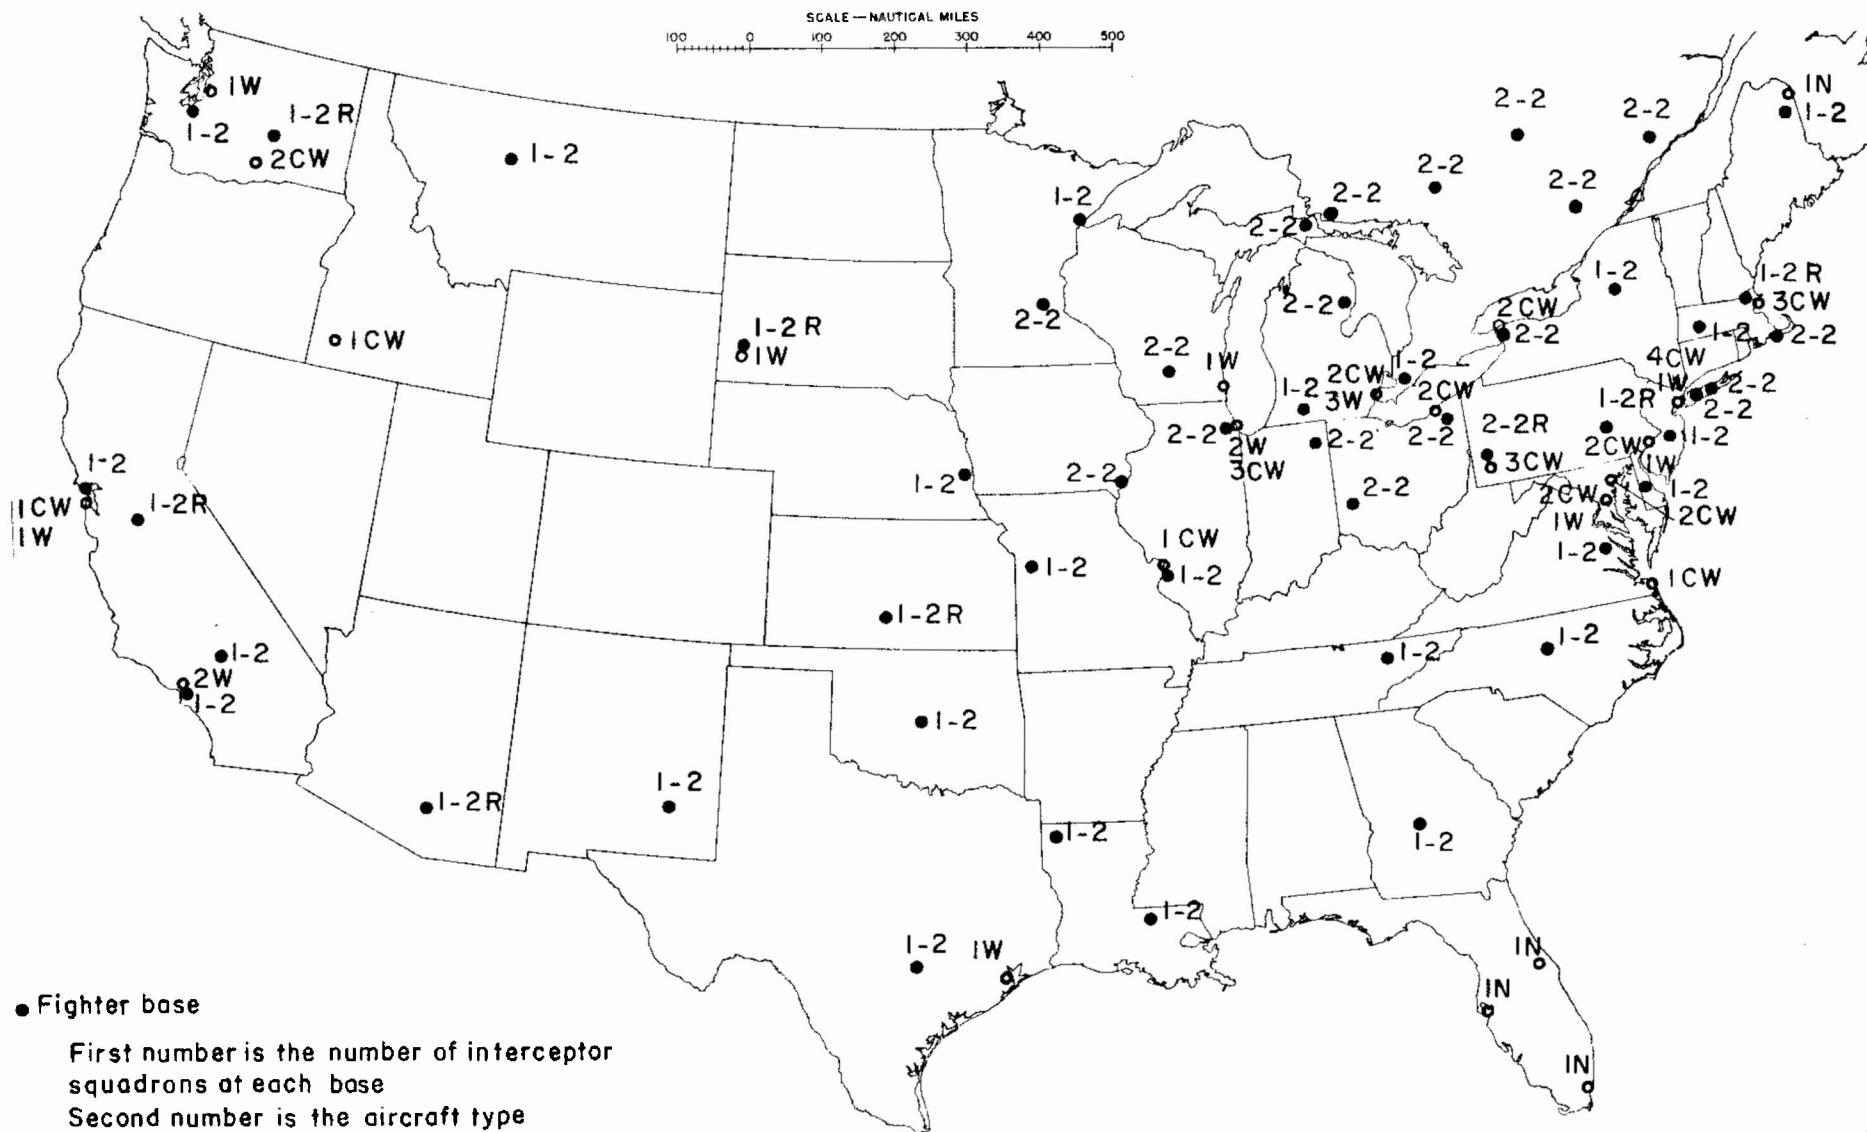 SCALE—NAUTICAL MILES
100 0 100 200 300 400 500
1W
1-2
1-2R
2CW
1-2
1-2
2-2
2-2
2-2
2-2
2-2
2-2
1N
1-2
1CW
1-2R
1W
2-2
2-2
1W
2-2
1-2
2CW
3W
1-2
2CW
2-2
2CW
2-2
1-2
1-2R
3CW
1-2
2-2
4CW
1W
2-2
2-2
1-2R
1-2
2CW
1W
2-2R
3CW
2-2
2W
3CW
2-2
2-2
2-2
1-2
1-2
1CW
1W
1-2R
2CW
1W
1-2
2CW
1-2
1CW
1CW
1-2
1-2
1-2R
1-2
2W
1-2
1-2
1-2
1-2
1-2R
1-2
1-2
1-2
1-2
1-2
1W
1N
1N
1N
Fighter base
First number is the number of interceptor
squadrons at each base
Second number is the aircraft type